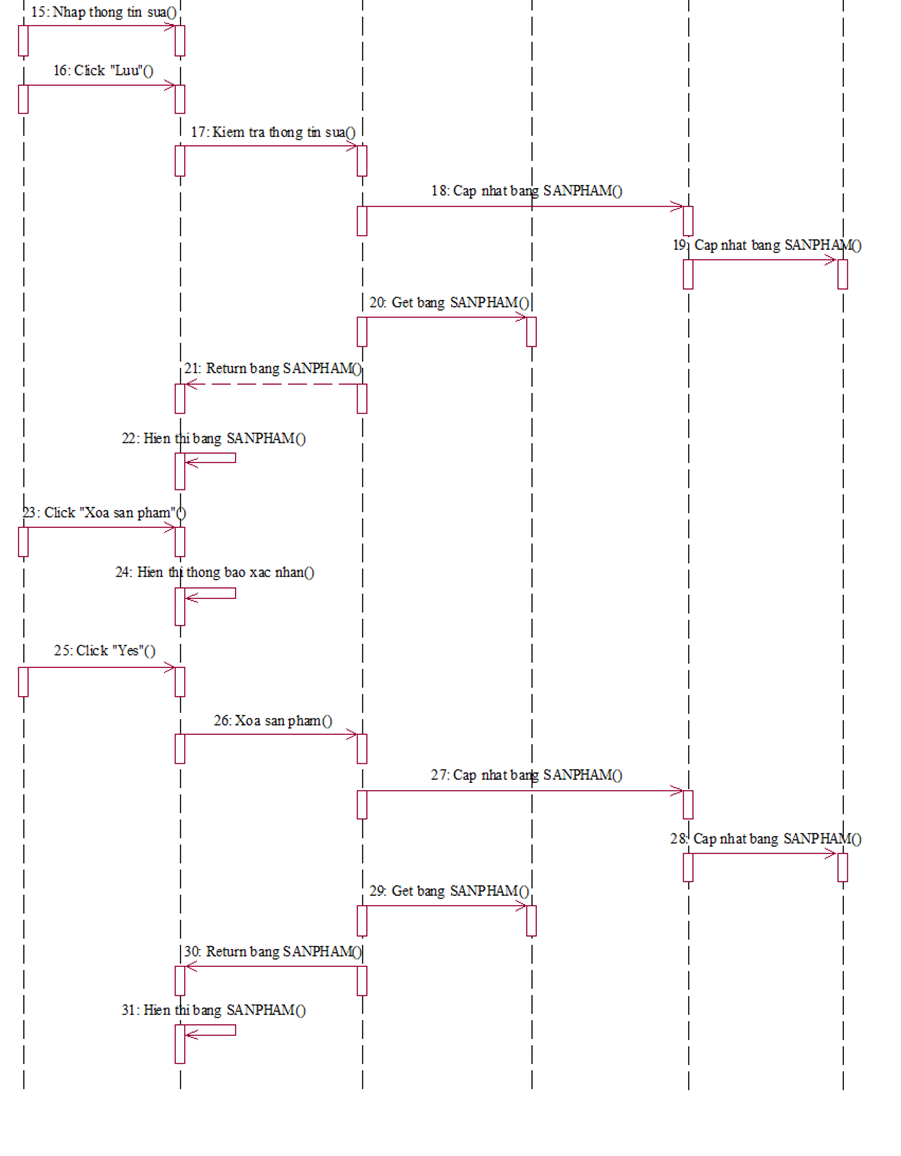 15: Nhap thong tin sua()
16: Click "Luu"()
17: Kiem tra thong tin sua()
18: Cap nhat bang SANPHAM()
19: Cap nhat bang SANPHAM()
20: Get bang SANPHAM()
21: Return bang SANPHAM()
22: Hien thi bang SANPHAM()
23: Click "Xoa san pham"()
24: Hien thi thong bao xac nhan()
25: Click "Yes"()
26: Xoa san pham()
27: Cap nhat bang SANPHAM()
28: Cap nhat bang SANPHAM()
29: Get bang SANPHAM()
30: Return bang SANPHAM()
31: Hien thi bang SANPHAM()